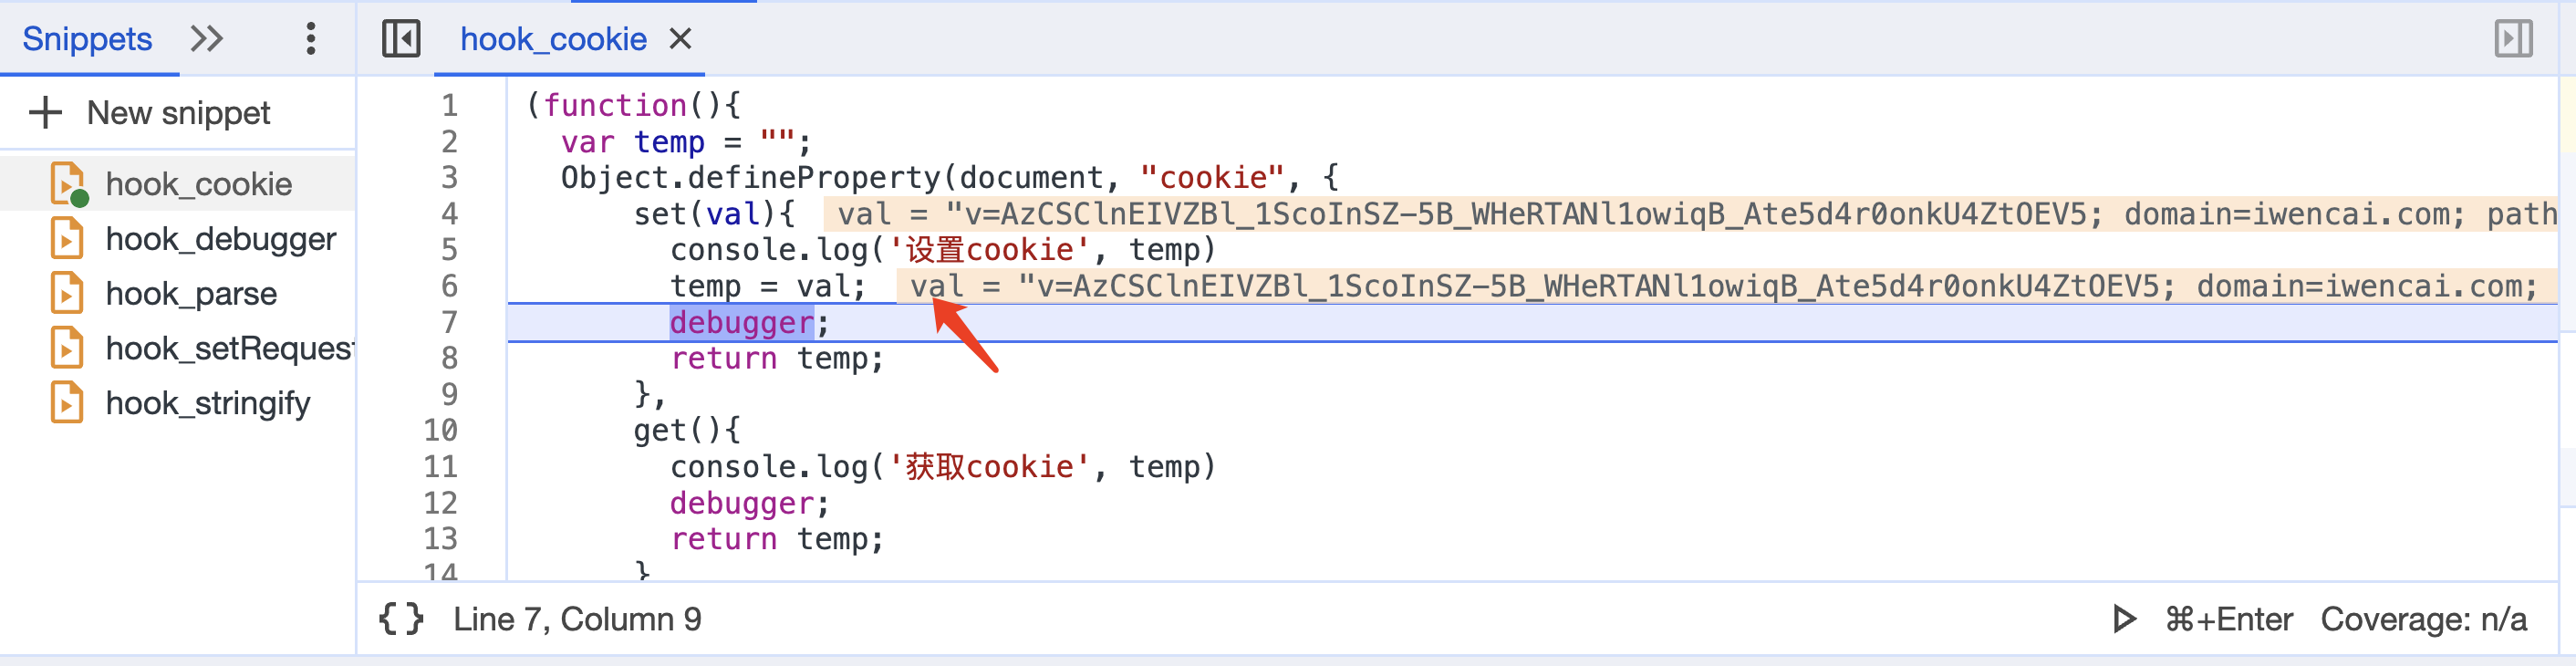 Snippets
hook_cookie
New snippet
hook_cookie
hook_debugger
hook_parse
hook_setRequest
hook_stringify
1 (function(){
2 var temp = "";
3 Object.defineProperty(document, "cookie", {
4 set(val){ val = "v=AzCSClnEIVZBl_1ScoInSZ-5B_WHeRTANl1owiqB_Ate5d4r0onkU4ZtOEV5; domain=iwencai.com; path
5 console.log('设置cookie', temp)
6 temp = val; val = "v=AzCSClnEIVZBl_1ScoInSZ-5B_WHeRTANl1owiqB_Ate5d4r0onkU4ZtOEV5; domain=iwencai.com;
7 debugger;
8 return temp;
9 },
10 get(){
11 console.log('获取cookie', temp)
12 debugger;
13 return temp;
14 }
{} Line 7, Column 9
⌘+Enter Coverage: n/a